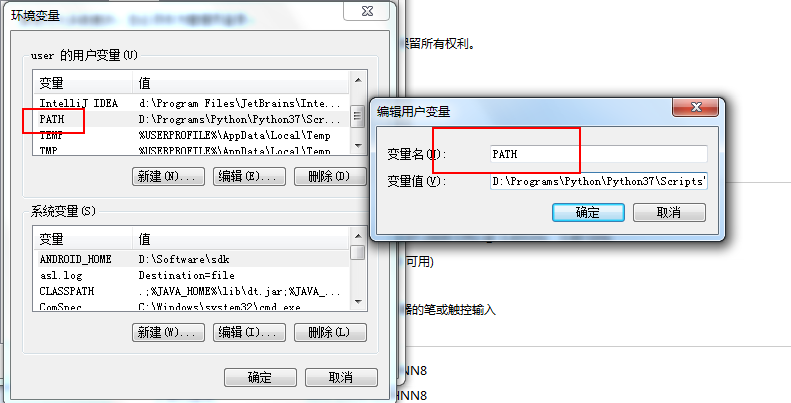 环境变量
user 的用户变量(U)
变量 值
IntelliJ IDEA d:\Program Files\JetBrains\Inte...
PATH D:\Programs\Python\Python37\Scr...
TEMP %USERPROFILE%\AppData\Local\Temp
TMP %USERPROFILE%\AppData\Local\Temp
新建(N)... 编辑(E)... 删除(D)
系统变量(S)
变量 值
ANDROID_HOME D:\Software\sdk
asl.log Destination=file
CLASSPATH .;%JAVA_HOME%\lib\dt.jar;%JAVA_...
ComSpec C:\Windows\system32\cmd.exe
新建(W)... 编辑(I)... 删除(L)
确定 取消
留所有权利。
编辑用户变量
变量名(N): PATH
变量值(V): D:\Programs\Python\Python37\Scripts\
确定 取消
可用)
的笔或触控输入
HNN8
HNN8